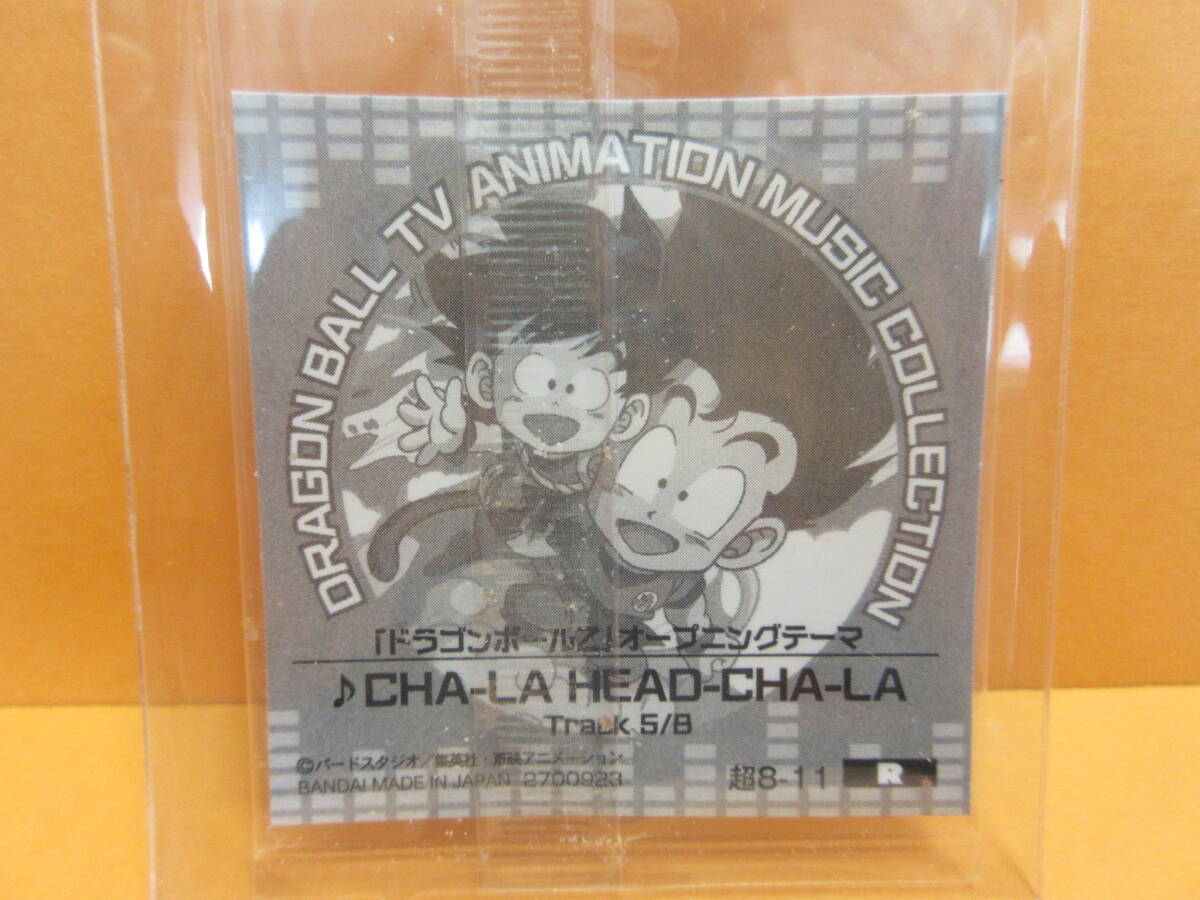 DRAGON BALL TV ANIMATION MUSIC COLLECTION
「ドラゴンボールZ」オープニングテーマ
♪CHA-LA HEAD-CHA-LA
Track 5/8
©バードスタジオ／集英社・東映アニメーション
BANDAI MADE IN JAPAN 2700923
超8-11 R